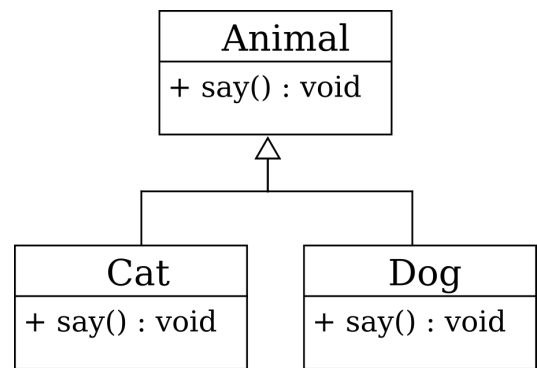 Animal
+ say() : void
Cat
+ say() : void
Dog
+ say() : void